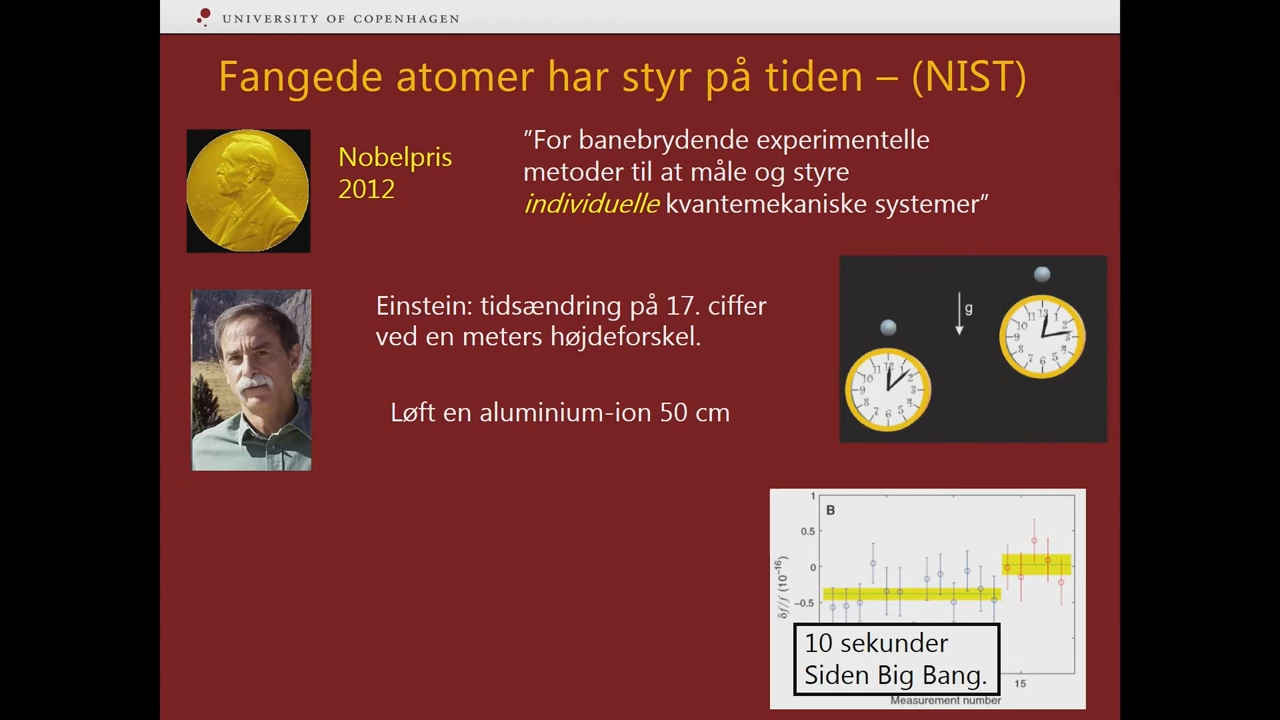 UNIVERSITY OF COPENHAGEN
Fangede atomer har styr på tiden – (NIST)
Nobelpris
2012
"For banebrydende experimentelle
metoder til at måle og styre
individuelle kvantemekaniske systemer"
Einstein: tidsændring på 17. ciffer
ved en meters højdeforskel.
Løft en aluminium-ion 50 cm
g
B
1
0.5
0
−0.5
δf/f (10⁻¹⁶)
10 sekunder
Siden Big Bang.
15
Measurement number